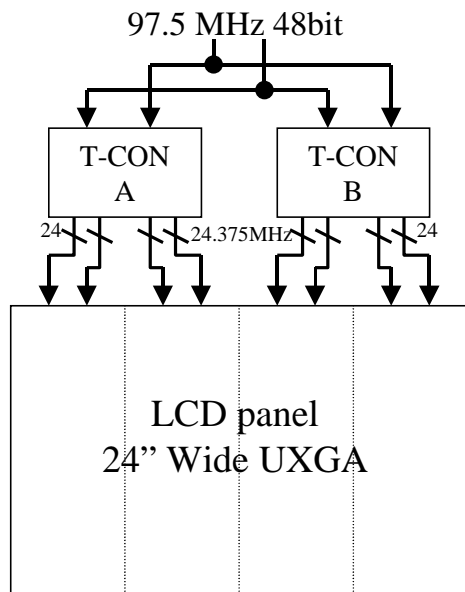 97.5 MHz 48bit
T-CON
A
T-CON
B
24
24.375MHz
24
LCD panel
24” Wide UXGA